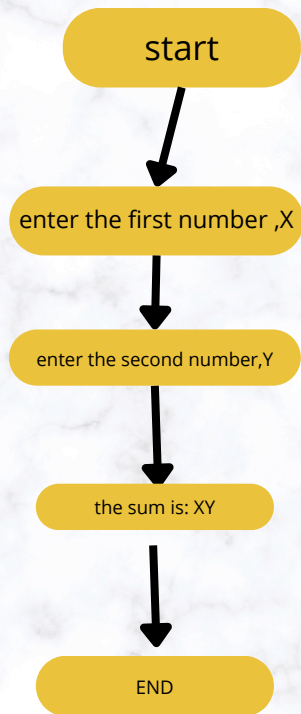 start
enter the first number ,X
enter the second number,Y
the sum is: XY
END